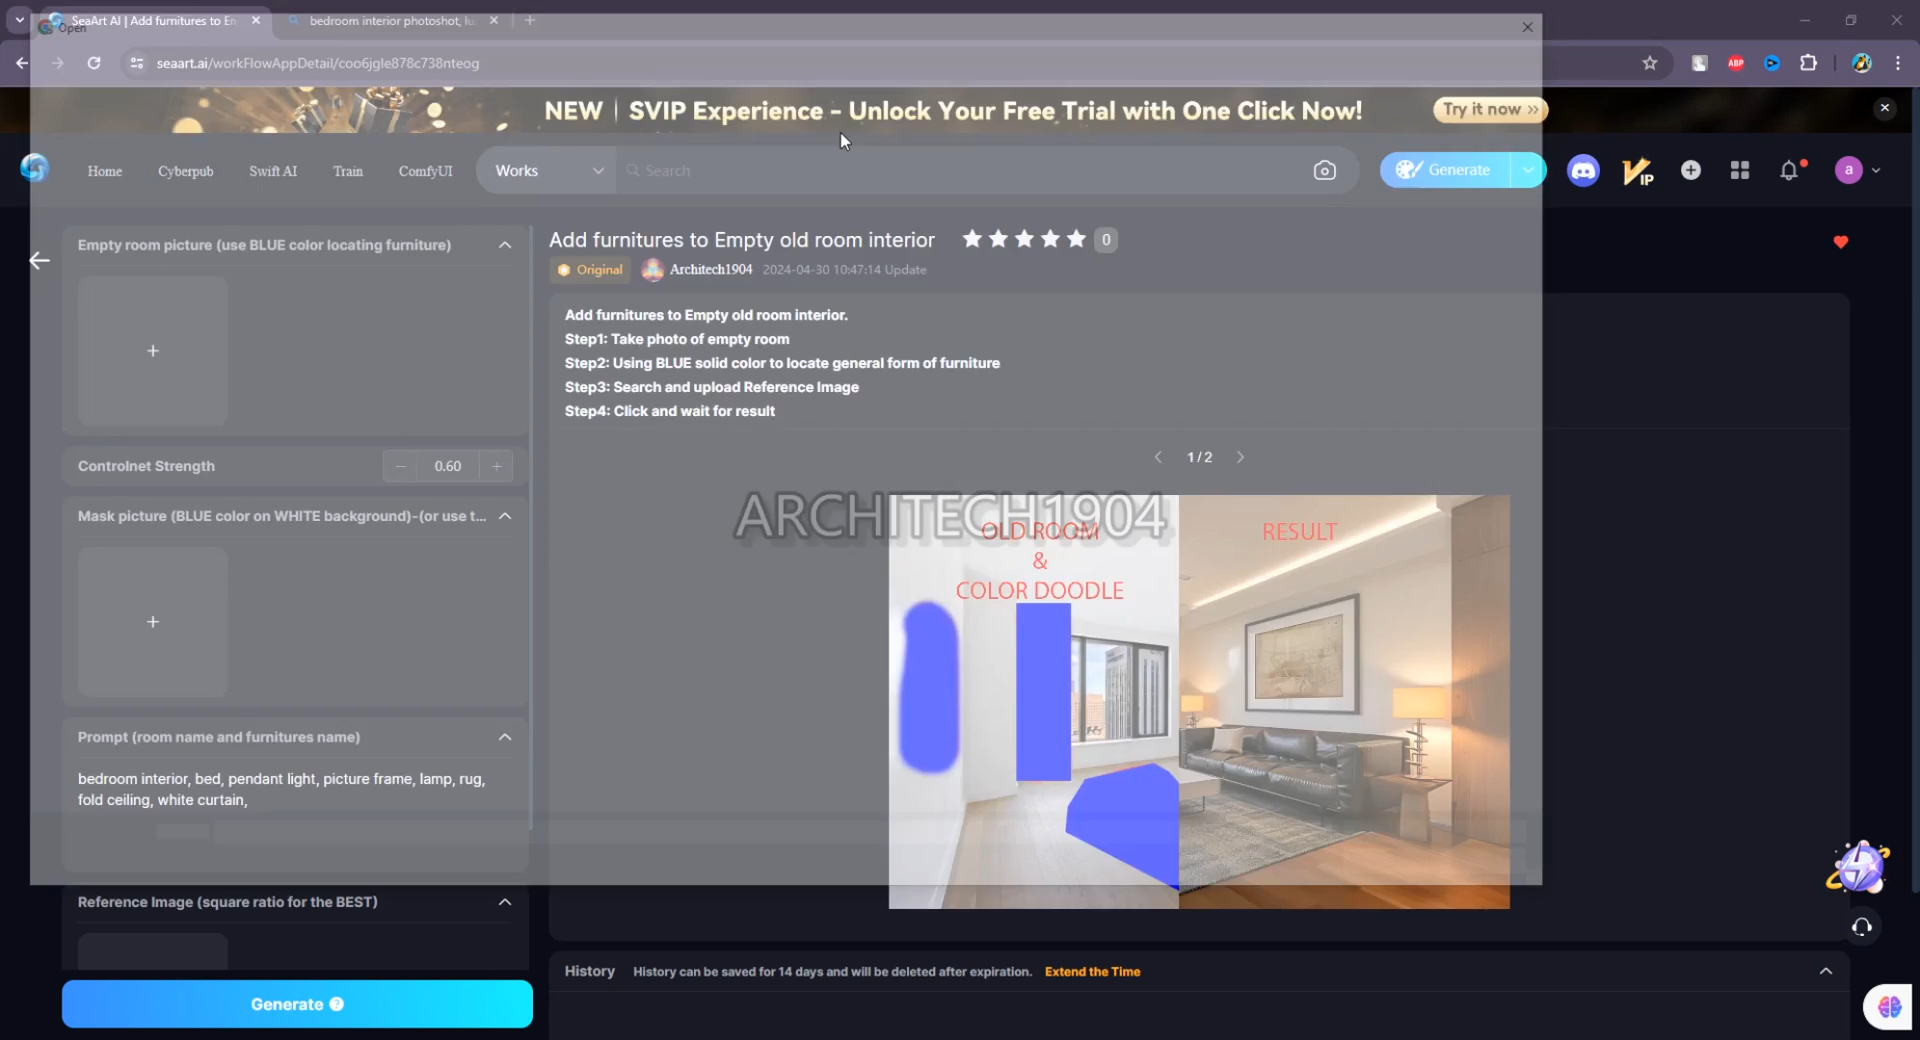 SeaArt AI | Add furnitures to En
bedroom interior photoshot, lu
Open
seaart.ai/workFlowAppDetail/coo6jgle878c738nteog
ABP
NEW | SVIP Experience - Unlock Your Free Trial with One Click Now!
Try it now >>
Home
Cyberpub
Swift AI
Train
ComfyUI
Works
Search
Generate
VIP
a
Empty room picture (use BLUE color locating furniture)
+
Controlnet Strength
- 0.60 +
Mask picture (BLUE color on WHITE background)-(or use t...
+
Prompt (room name and furnitures name)
bedroom interior, bed, pendant light, picture frame, lamp, rug,
fold ceiling, white curtain,
Reference Image (square ratio for the BEST)
Generate ?
Add furnitures to Empty old room interior
0
Original
Architech1904
2024-04-30 10:47:14 Update
Add furnitures to Empty old room interior.
Step1: Take photo of empty room
Step2: Using BLUE solid color to locate general form of furniture
Step3: Search and upload Reference Image
Step4: Click and wait for result
< 1 / 2 >
ARCHITECH1904
OLD ROOM
&
COLOR DOODLE
RESULT
History
History can be saved for 14 days and will be deleted after expiration.
Extend the Time